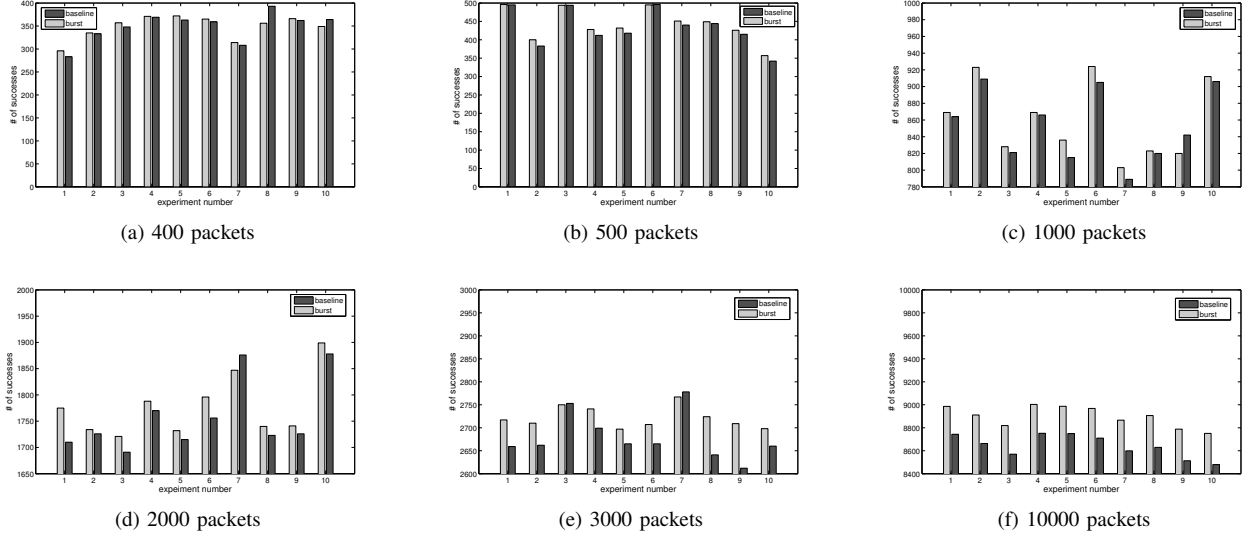 400
350
300
250
200
150
100
50
0
# of successes
baseline
burst
1 2 3 4 5 6 7 8 9 10
experiment number
(a) 400 packets
500
450
400
350
300
250
200
150
100
50
0
# of successes
baseline
burst
1 2 3 4 5 6 7 8 9 10
experiment number
(b) 500 packets
1000
980
960
940
920
900
880
860
840
820
800
780
# of successes
baseline
burst
1 2 3 4 5 6 7 8 9 10
experiment number
(c) 1000 packets
2000
1950
1900
1850
1800
1750
1700
1650
# of successes
baseline
burst
1 2 3 4 5 6 7 8 9 10
experiment number
(d) 2000 packets
3000
2950
2900
2850
2800
2750
2700
2650
2600
# of successes
baseline
burst
1 2 3 4 5 6 7 8 9 10
experiment number
(e) 3000 packets
10000
9800
9600
9400
9200
9000
8800
8600
8400
# of successes
baseline
burst
1 2 3 4 5 6 7 8 9 10
experiment number
(f) 10000 packets